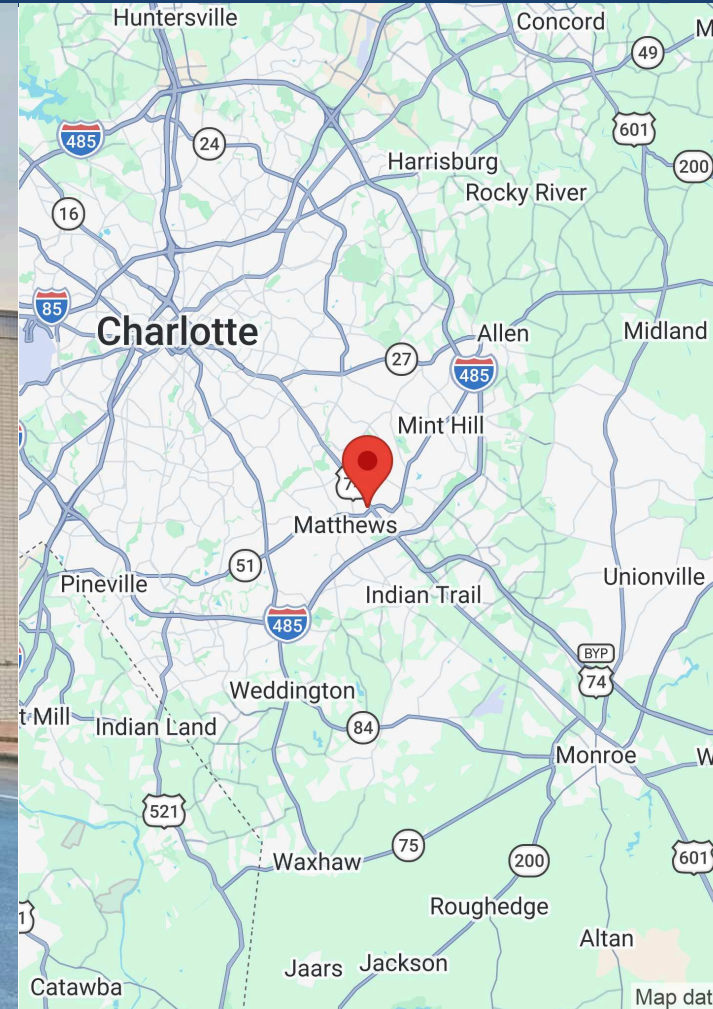 Huntersville
Concord
49
M
601
485
24
Harrisburg
200
Rocky River
16
85
Charlotte
Allen
Midland
27
485
Mint Hill
7
Matthews
51
Pineville
Indian Trail
Unionville
485
BYP
74
Weddington
t Mill
Indian Land
84
Monroe
W
521
75
Waxhaw
200
601
Roughedge
1
Altan
Jaars
Jackson
Catawba
Map dat